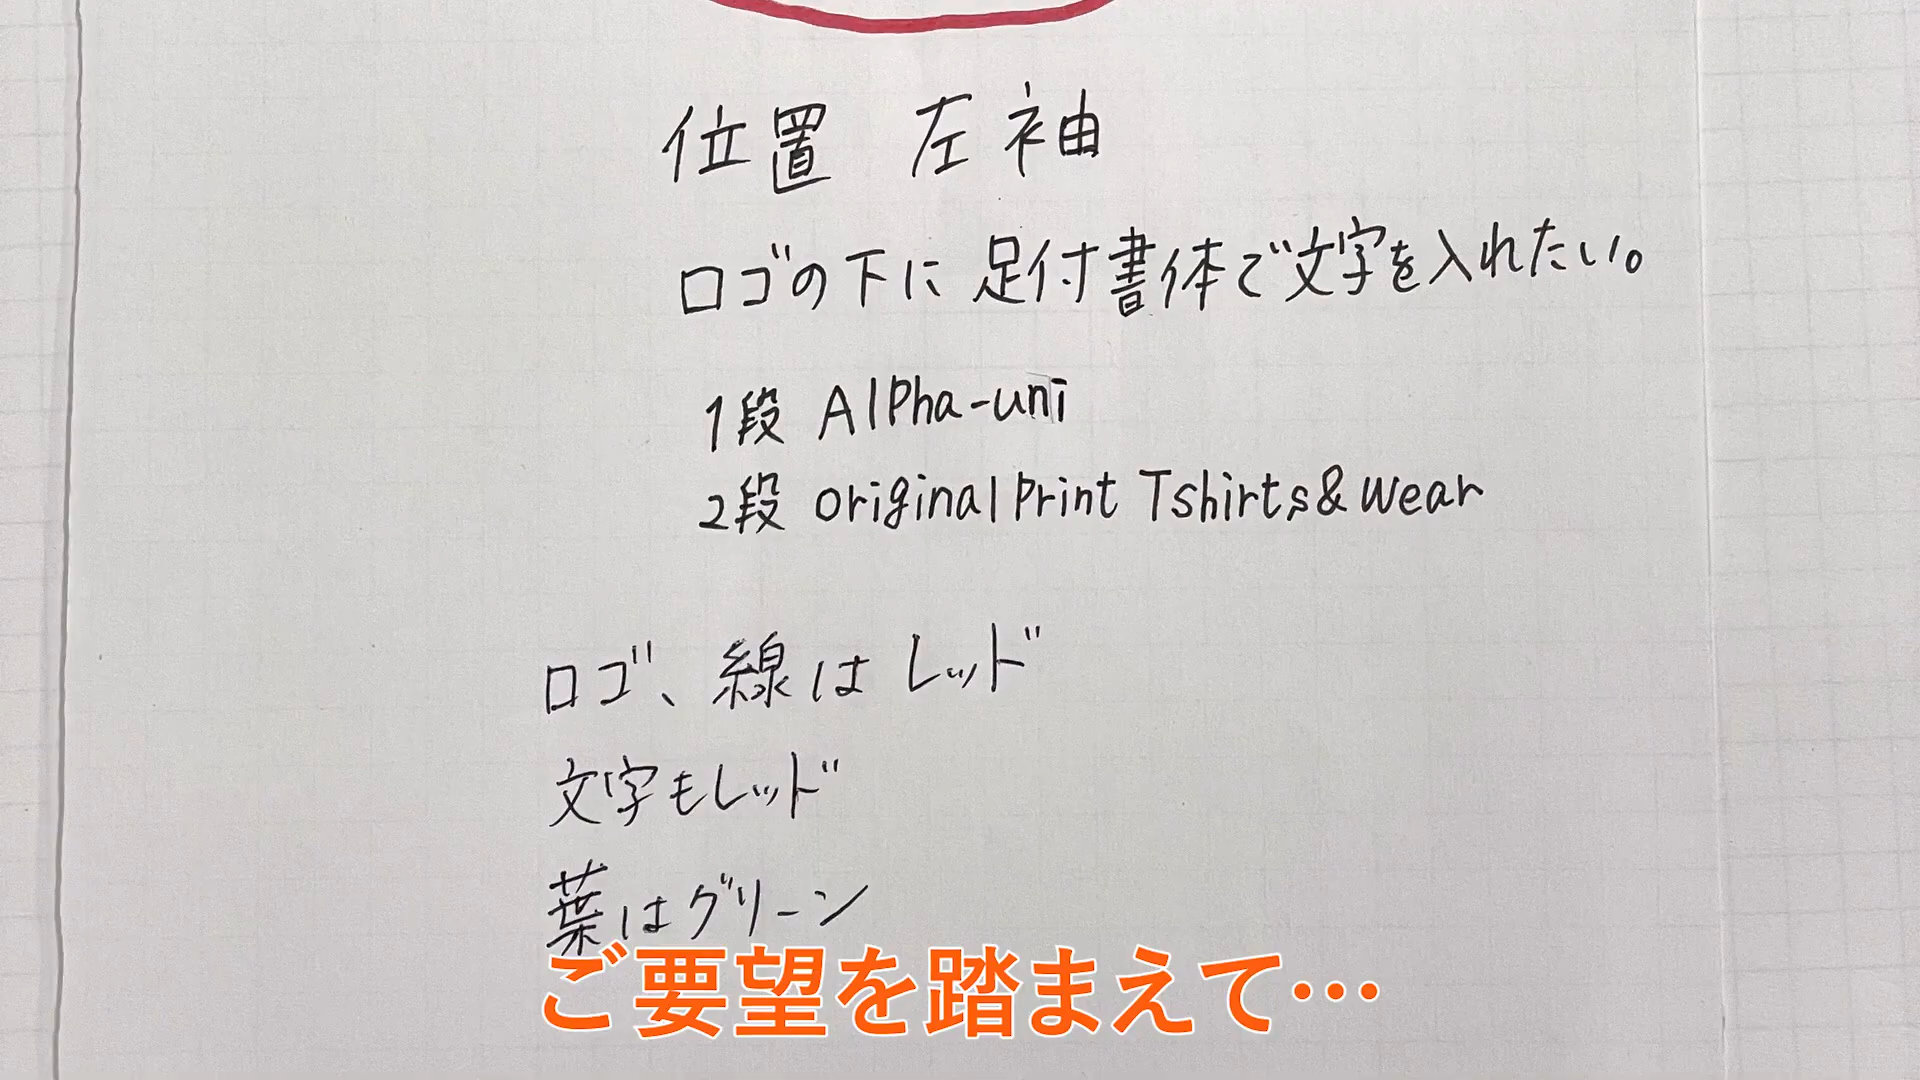 位置 左袖
ロゴの下に足付書体で文字を入れたい。
1段 Alpha-uni
2段 original print Tshirts&wear
ロゴ、線はレッド
文字もレッド
葉はグリーン
ご要望を踏まえて…